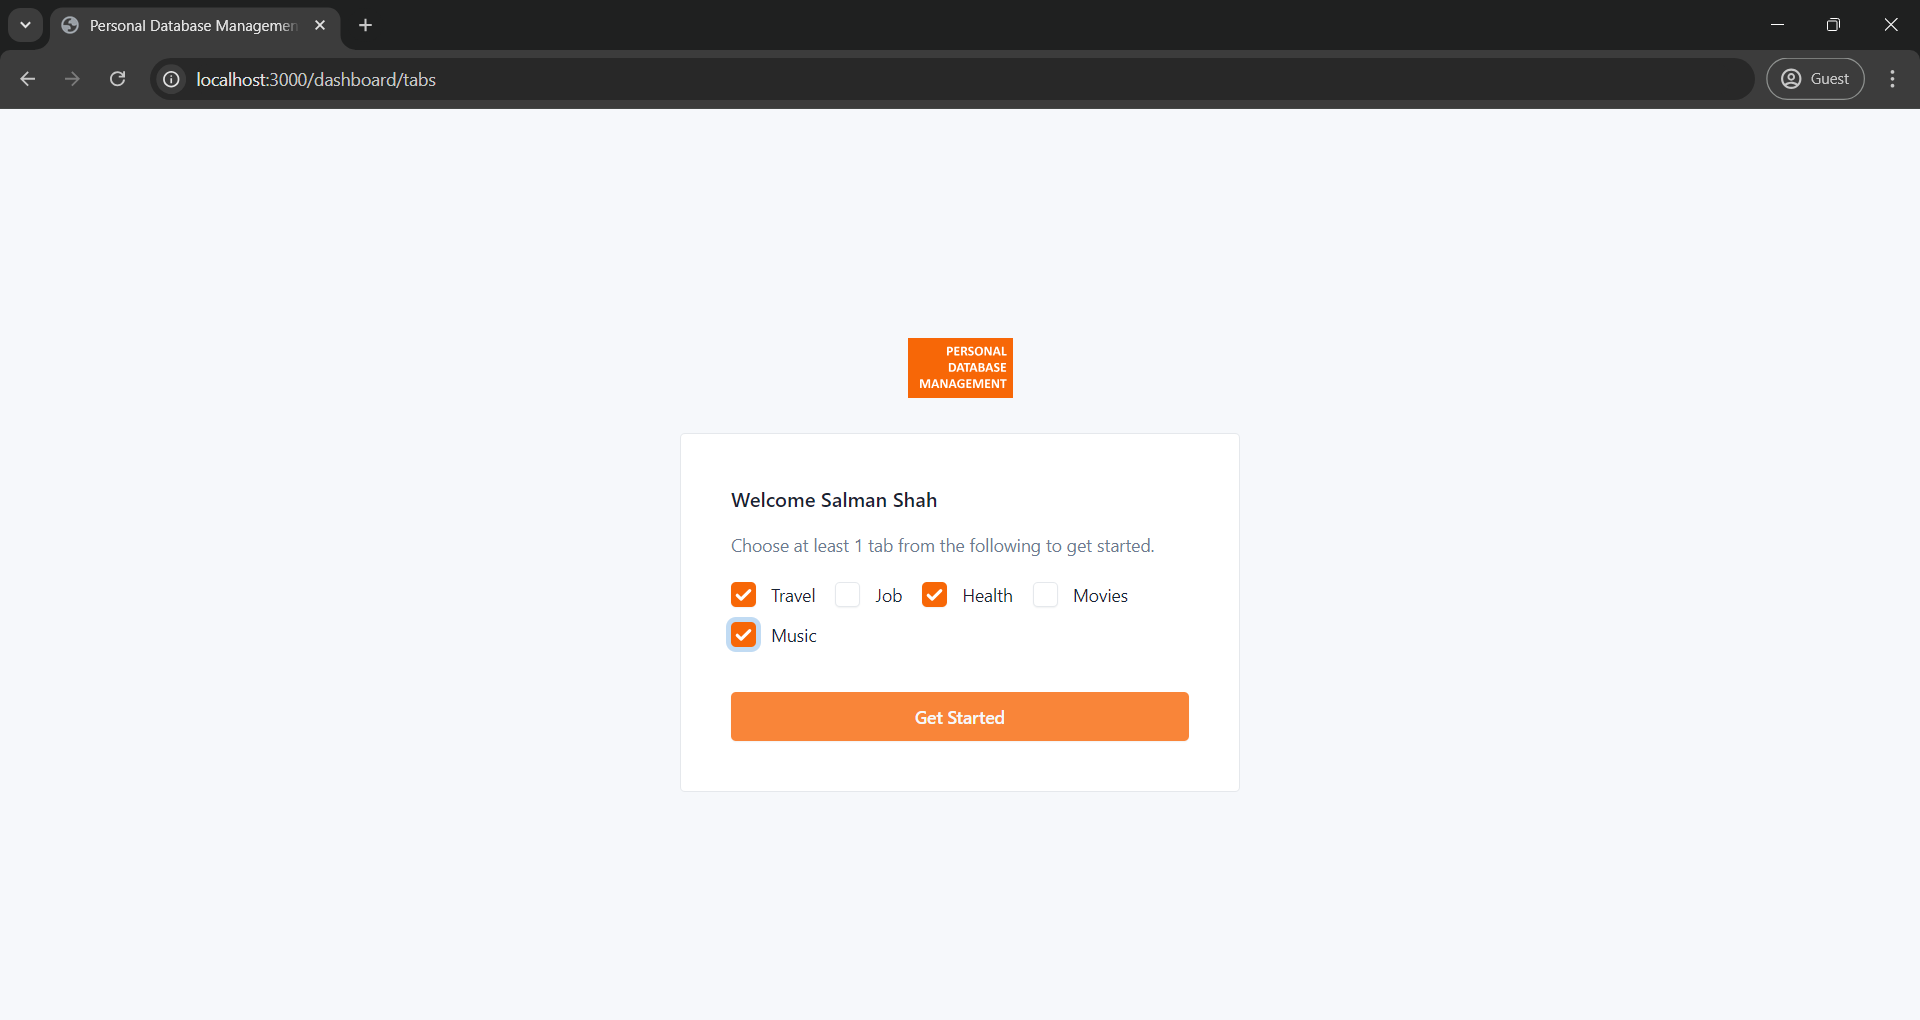 Personal Database Managemen
localhost:3000/dashboard/tabs
Guest
PERSONAL
DATABASE
MANAGEMENT
Welcome Salman Shah
Choose at least 1 tab from the following to get started.
Travel Job Health Movies
Music
Get Started